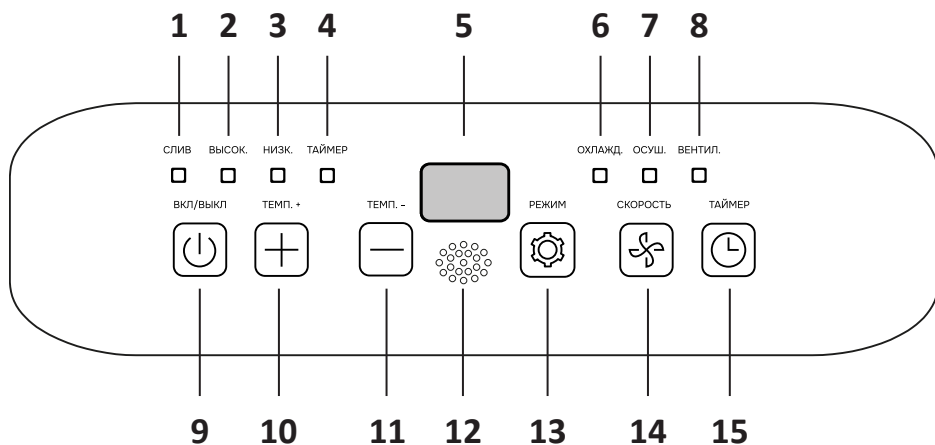 1 2 3 4 5 6 7 8
СЛИВ ВЫСОК. НИЗК. ТАЙМЕР ОХЛАЖД. ОСУШ. ВЕНТИЛ.
ВКЛ/ВЫКЛ ТЕМП. + ТЕМП. – РЕЖИМ СКОРОСТЬ ТАЙМЕР
9 10 11 12 13 14 15